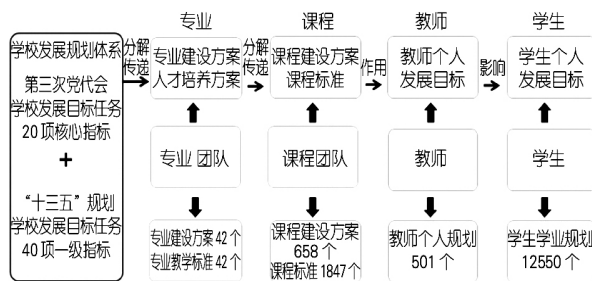 专业
课程
教师
学生
学校发展规划体系
第三次党代会
学校发展目标任务
20项核心指标
+
“十三五”规划
学校发展目标任务
40项一级指标
分解
传递
专业建设方案
人才培养方案
分解
传递
课程建设方案
课程标准
作用
教师个人
发展目标
影响
学生个人
发展目标
专业团队
课程团队
教师
学生
专业建设方案42个
专业教学标准42个
课程建设方案
658个
课程标准1847个
教师个人规划
501个
学生学业规划
12550个